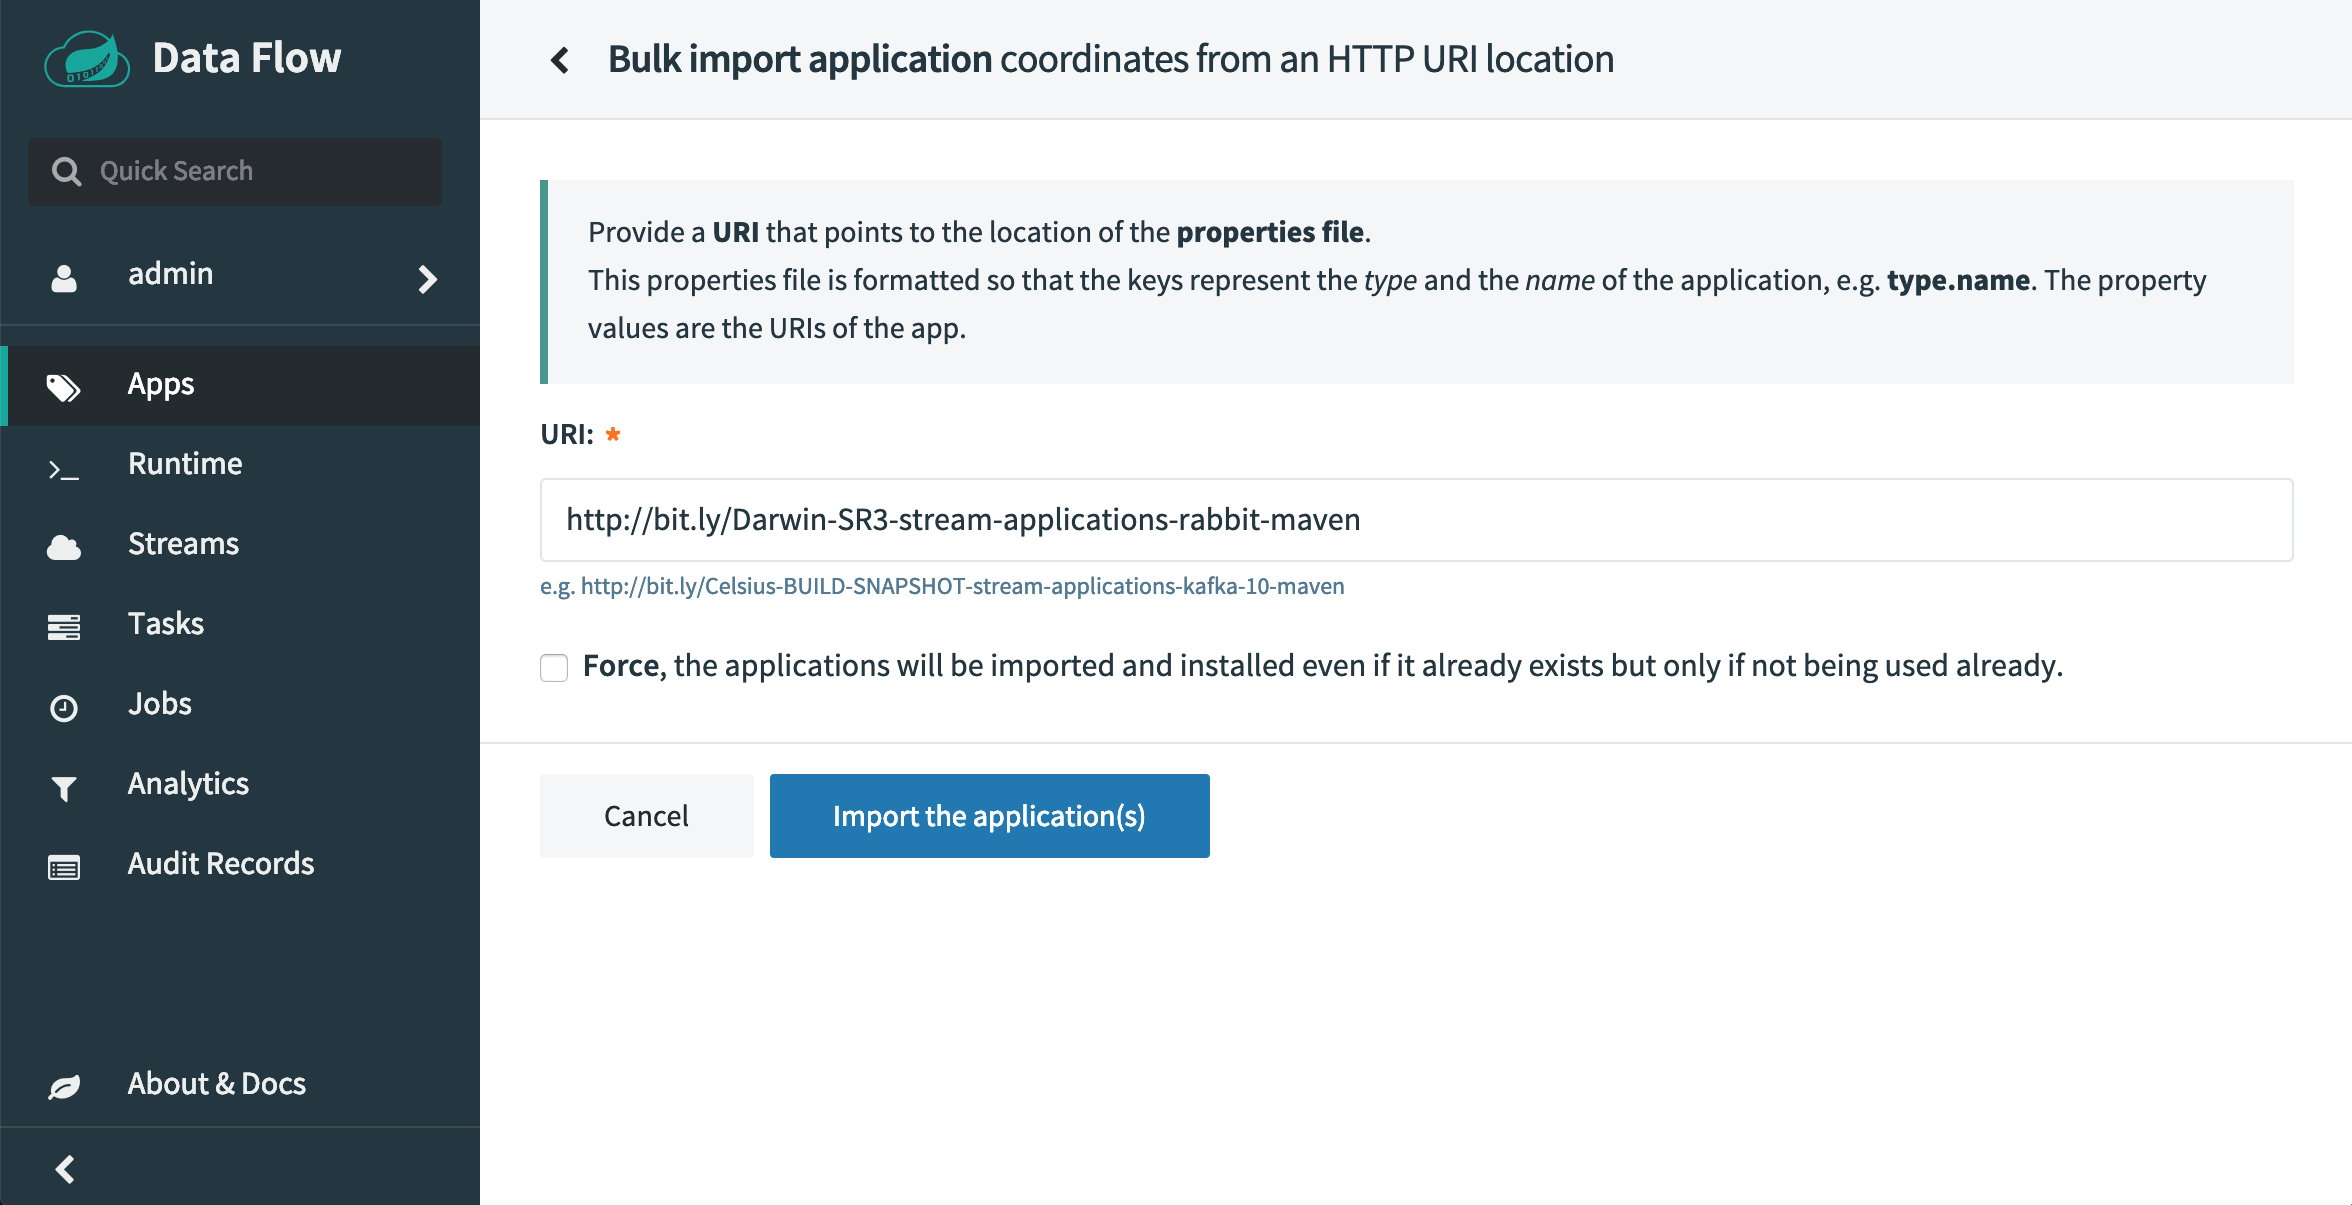 Data Flow
Quick Search
admin
Apps
Runtime
Streams
Tasks
Jobs
Analytics
Audit Records
About & Docs
Bulk import application coordinates from an HTTP URI location
Provide a URI that points to the location of the properties file.
This properties file is formatted so that the keys represent the type and the name of the application, e.g. type.name. The property
values are the URIs of the app.
URI: *
http://bit.ly/Darwin-SR3-stream-applications-rabbit-maven
e.g. http://bit.ly/Celsius-BUILD-SNAPSHOT-stream-applications-kafka-10-maven
Force, the applications will be imported and installed even if it already exists but only if not being used already.
Cancel
Import the application(s)